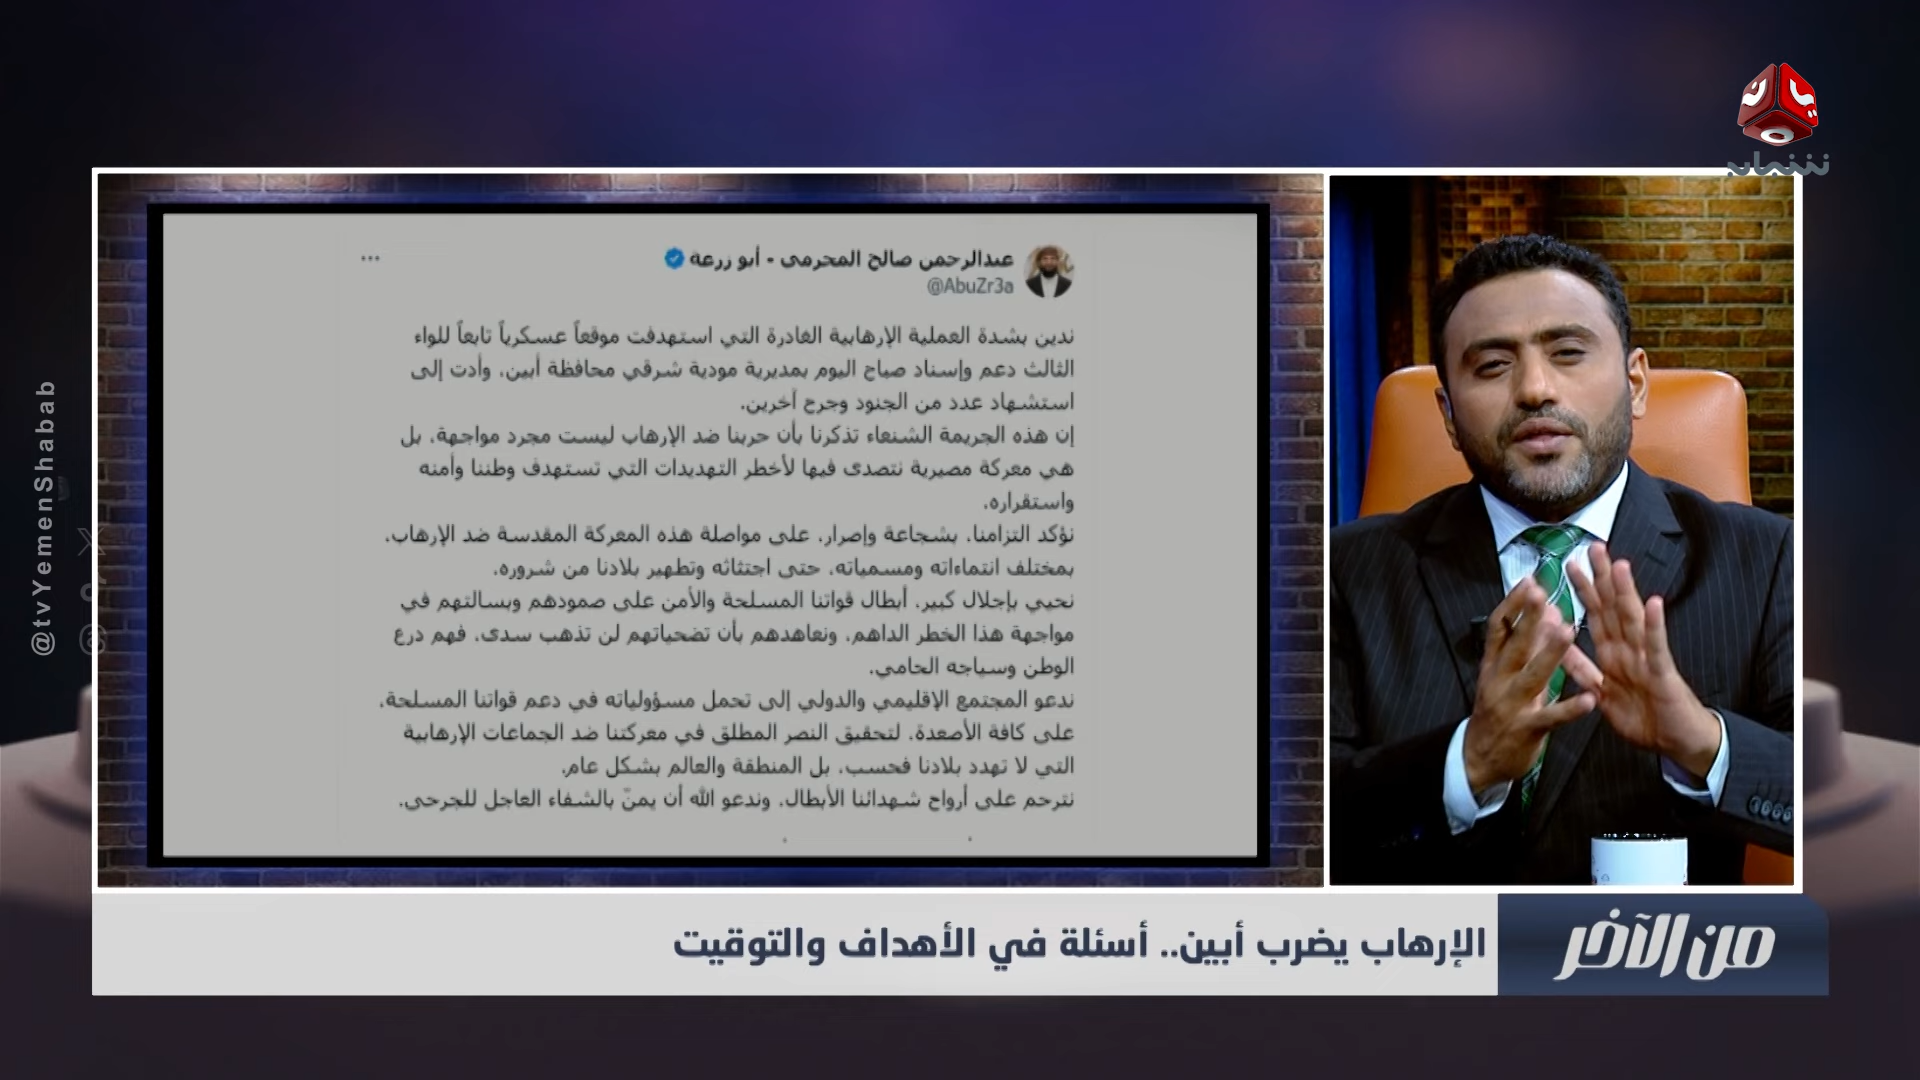 يمن
شباب
عبدالرحمن صالح المحرمي - أبو زرعة
@AbuZr3a
ندين بشدة العملية الإرهابية الغادرة التي استهدفت موقعاً عسكرياً تابعاً للواء
الثالث دعم وإسناد صباح اليوم بمديرية مودية شرقي محافظة أبين، وأدت إلى
استشهاد عدد من الجنود وجرح آخرين.
إن هذه الجريمة الشنعاء تذكرنا بأن حربنا ضد الإرهاب ليست مجرد مواجهة، بل
هي معركة مصيرية نتصدى فيها لأخطر التهديدات التي تستهدف وطننا وأمنه
واستقراره.
نؤكد التزامنا، بشجاعة وإصرار، على مواصلة هذه المعركة المقدسة ضد الإرهاب،
بمختلف انتماءاته ومسمياته، حتى اجتثاثه وتطهير بلادنا من شروره.
نحيي بإجلال كبير، أبطال قواتنا المسلحة والأمن على صمودهم وبسالتهم في
مواجهة هذا الخطر الداهم، ونعاهدهم بأن تضحياتهم لن تذهب سدى، فهم درع
الوطن وسياجه الحامي.
ندعو المجتمع الإقليمي والدولي إلى تحمل مسؤولياته في دعم قواتنا المسلحة،
على كافة الأصعدة، لتحقيق النصر المطلق في معركتنا ضد الجماعات الإرهابية
التي لا تهدد بلادنا فحسب، بل المنطقة والعالم بشكل عام.
نترحم على أرواح شهدائنا الأبطال، وندعو الله أن يمنّ بالشفاء العاجل للجرحى.
@tvYemenShabab
من الآخر
الإرهاب يضرب أبين.. أسئلة في الأهداف والتوقيت